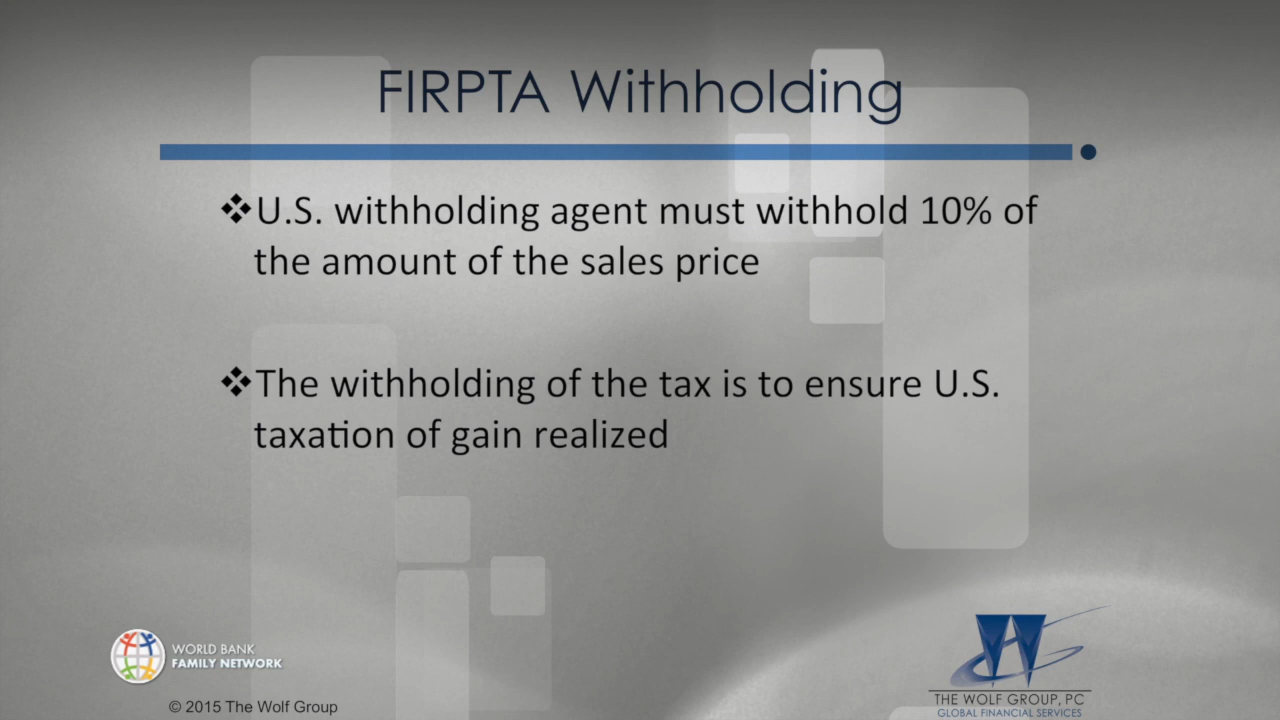 FIRPTA Withholding
❖U.S. withholding agent must withhold 10% of
the amount of the sales price
❖The withholding of the tax is to ensure U.S.
taxation of gain realized
WORLD BANK
FAMILY NETWORK
© 2015 The Wolf Group
W
THE WOLF GROUP, PC
GLOBAL FINANCIAL SERVICES